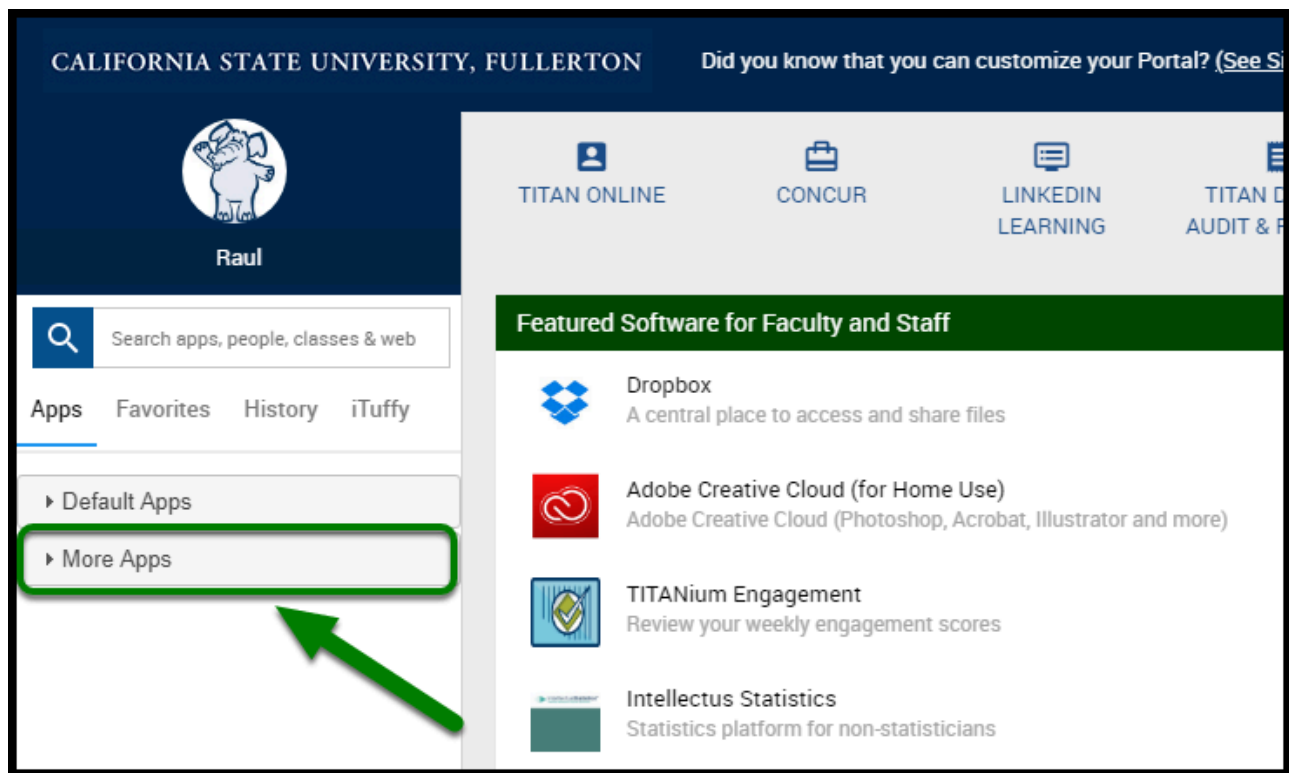 CALIFORNIA STATE UNIVERSITY, FULLERTON
Did you know that you can customize your Portal? (See
Raul
TITAN ONLINE
CONCUR
LINKEDIN
LEARNING
TITAN
AUDIT &
Search apps, people, classes & web
Apps Favorites History iTuffy
Default Apps
More Apps
Featured Software for Faculty and Staff
Dropbox
A central place to access and share files
Adobe Creative Cloud (for Home Use)
Adobe Creative Cloud (Photoshop, Acrobat, Illustrator and more)
TITANium Engagement
Review your weekly engagement scores
Intellectus Statistics
Statistics platform for non-statisticians